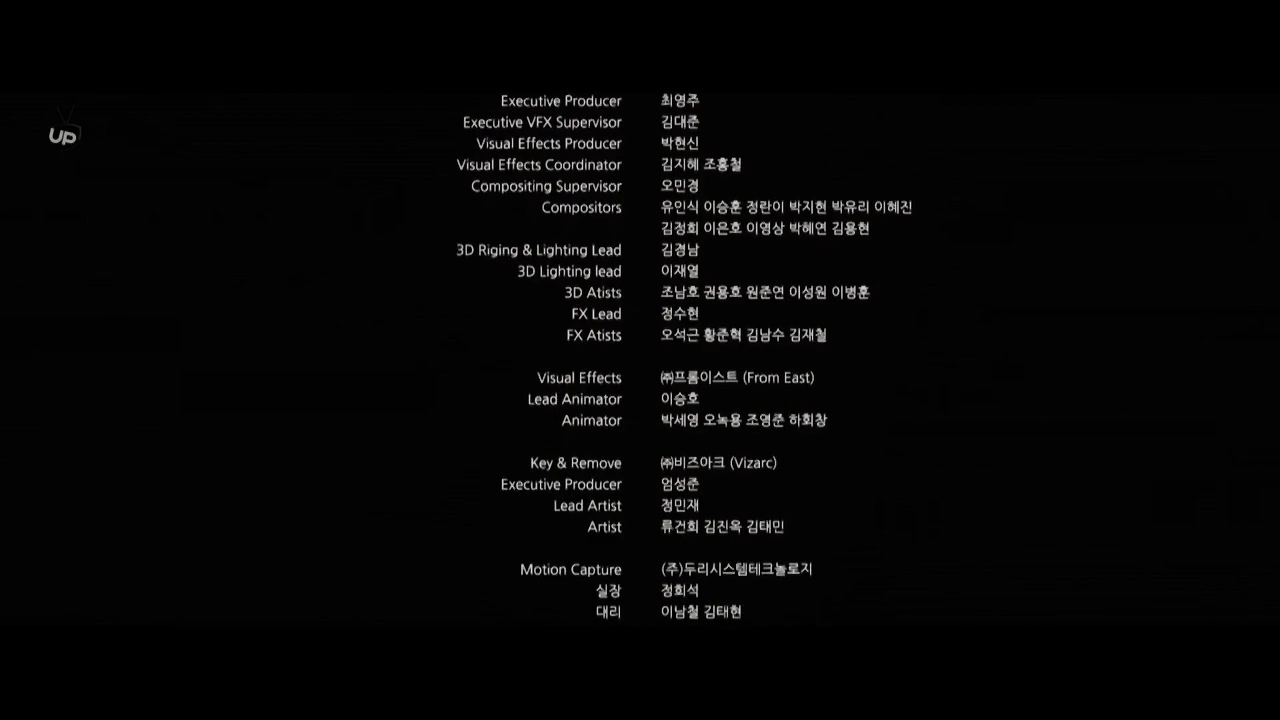 Executive Producer 최영주
UP
Executive VFX Supervisor 김대준
Visual Effects Producer 박현신
Visual Effects Coordinator 김지혜 조홍철
Compositing Supervisor 오민경
Compositors 유인식 이승훈 정란이 박지현 박유리 이혜진
김정희 이은호 이영상 박혜연 김용현
3D Riging & Lighting Lead 김경남
3D Lighting lead 이재열
3D Atists 조남호 권용호 원준연 이성원 이병훈
FX Lead 정수현
FX Atists 오석근 황준혁 김남수 김재철
Visual Effects ㈜프롬이스트 (From East)
Lead Animator 이승호
Animator 박세영 오녹용 조영준 하회창
Key & Remove ㈜비즈아크 (Vizarc)
Executive Producer 엄성준
Lead Artist 정민재
Artist 류건희 김진옥 김태민
Motion Capture (주)두리시스템테크놀로지
실장 정희석
대리 이남철 김태현